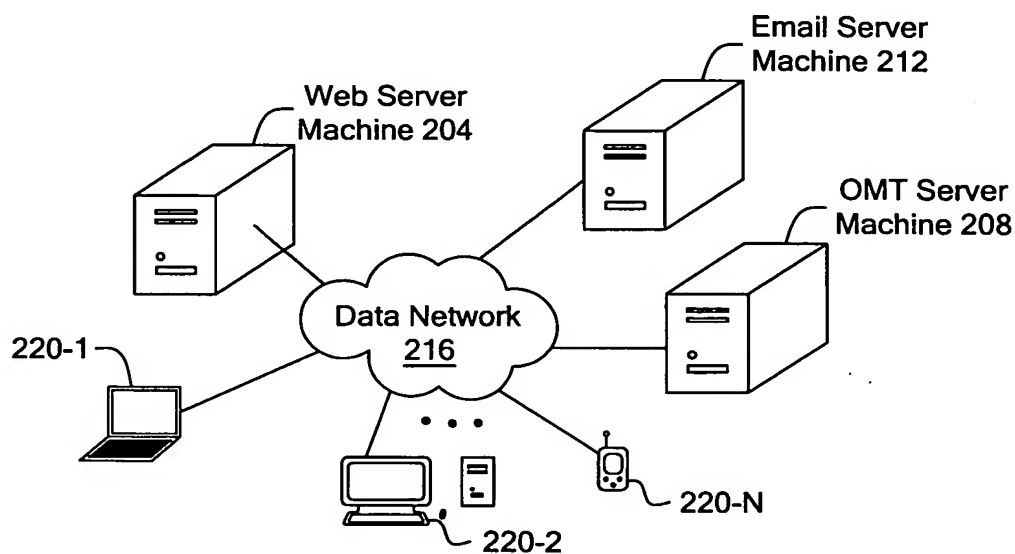 Email Server
Machine 212
Web Server
Machine 204
OMT Server
Machine 208
Data Network
216
220-1
220-2
220-N